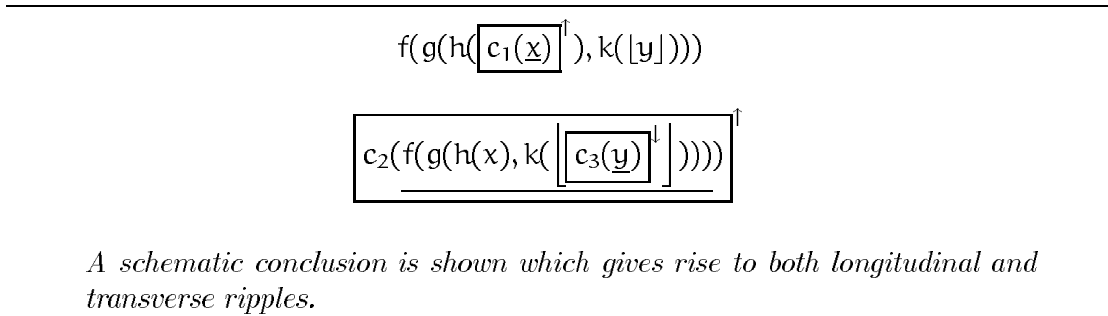 f(g(h(c₁(x)↑),k(⌊y⌋)))
c₂(f(g(h(x),k(⌊c₃(y)↓⌋))))↑
A schematic conclusion is shown which gives rise to both longitudinal and
transverse ripples.